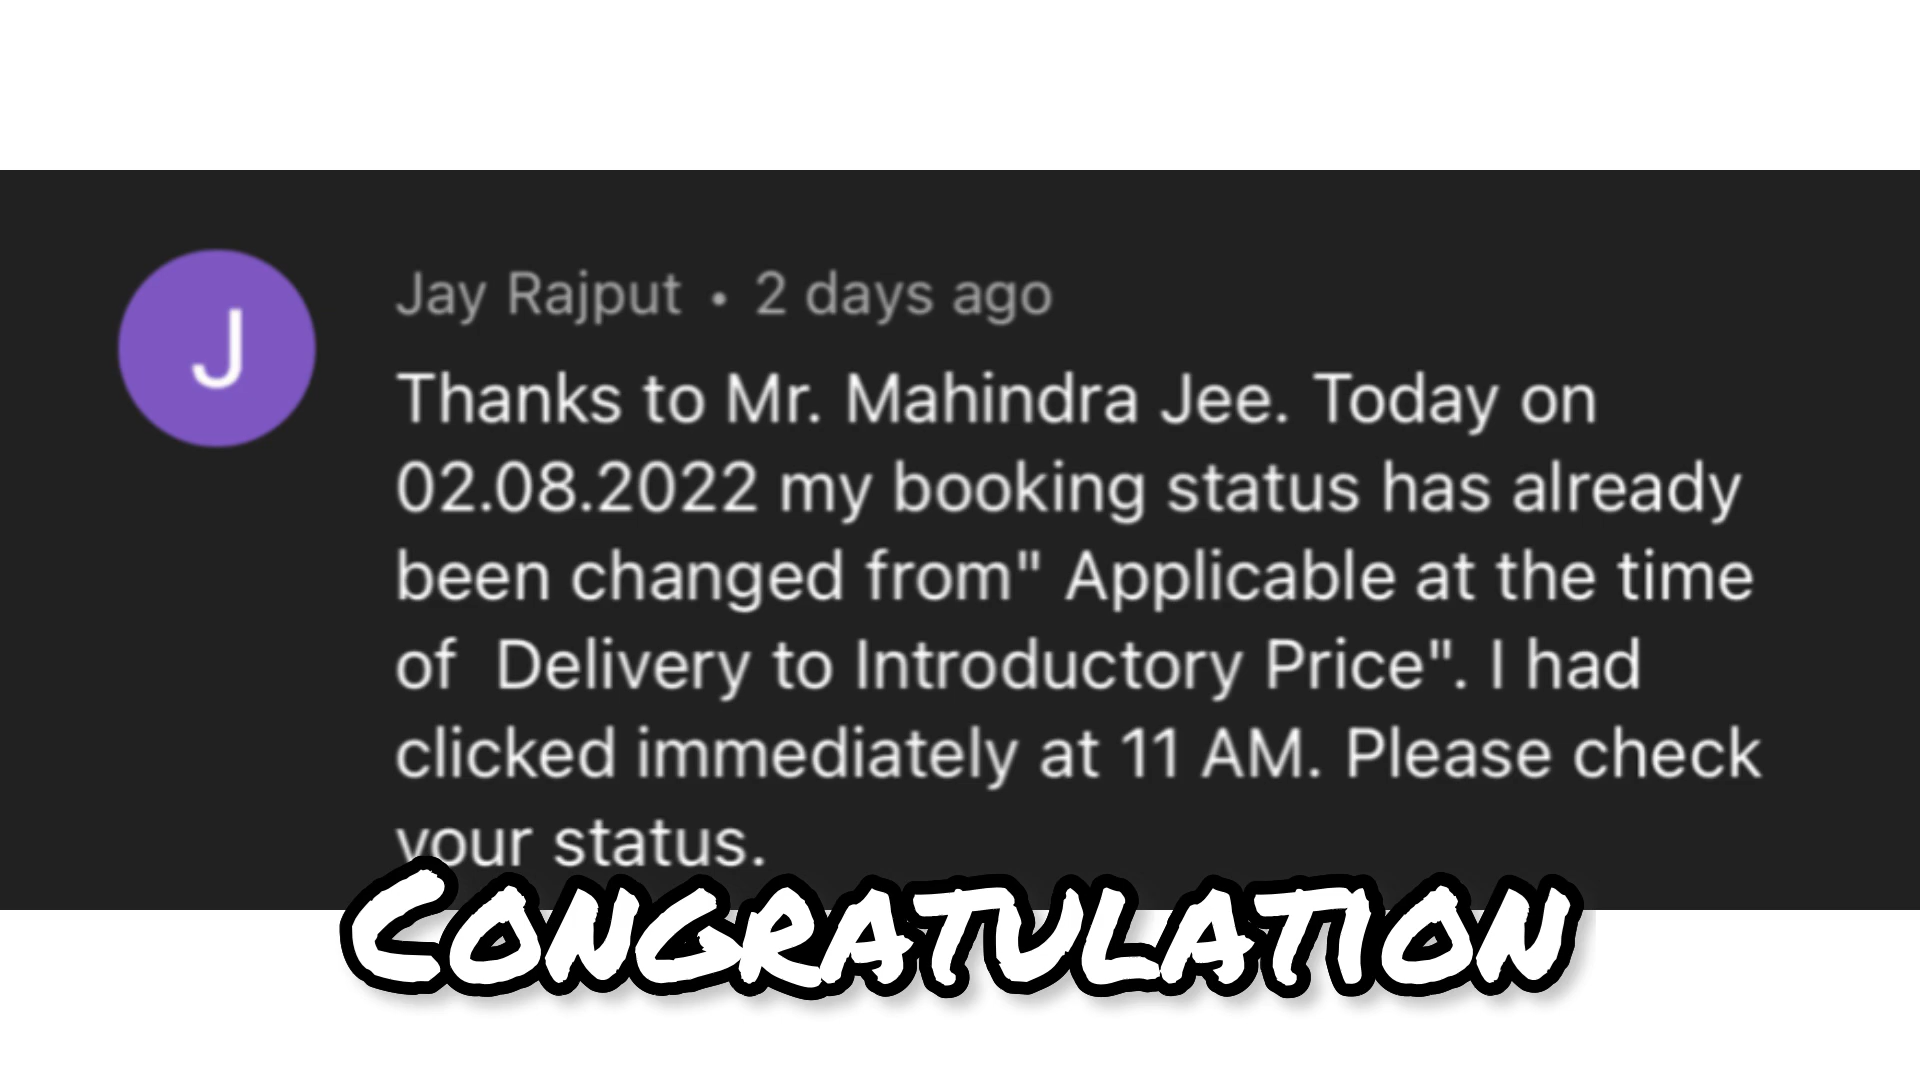 J
Jay Rajput • 2 days ago
Thanks to Mr. Mahindra Jee. Today on
02.08.2022 my booking status has already
been changed from" Applicable at the time
of  Delivery to Introductory Price". I had
clicked immediately at 11 AM. Please check
your status.
CONGRATULATION